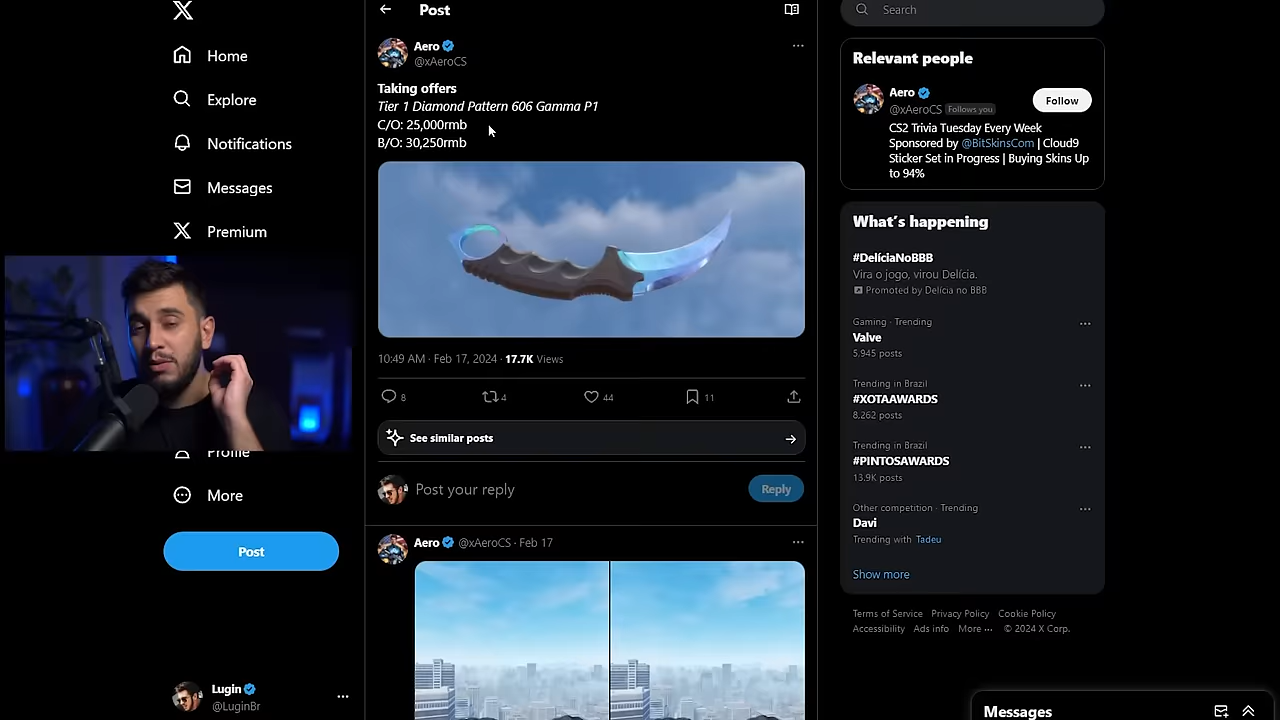 Home
Explore
Notifications
Messages
Premium
Profile
More
Post
Lugin
@LuginBr
Post
Aero
@xAeroCS
Taking offers
Tier 1 Diamond Pattern 606 Gamma P1
C/O: 25,000rmb
B/O: 30,250rmb
10:49 AM · Feb 17, 2024 · 17.7K Views
8
4
44
11
See similar posts
Post your reply
Reply
Aero @xAeroCS · Feb 17
Search
Relevant people
Aero
@xAeroCS Follows you
Follow
CS2 Trivia Tuesday Every Week
Sponsored by @BitSkinsCom | Cloud9
Sticker Set in Progress | Buying Skins Up
to 94%
What's happening
#DelíciaNoBBB
Vira o jogo, virou Delícia.
Promoted by Delícia no BBB
Gaming · Trending
Valve
5.945 posts
Trending in Brazil
#XOTAAWARDS
8,262 posts
Trending in Brazil
#PINTOSAWARDS
13.9K posts
Other competition · Trending
Davi
Trending with Tadeu
Show more
Terms of Service Privacy Policy Cookie Policy
Accessibility Ads info More ··· © 2024 X Corp.
Messages